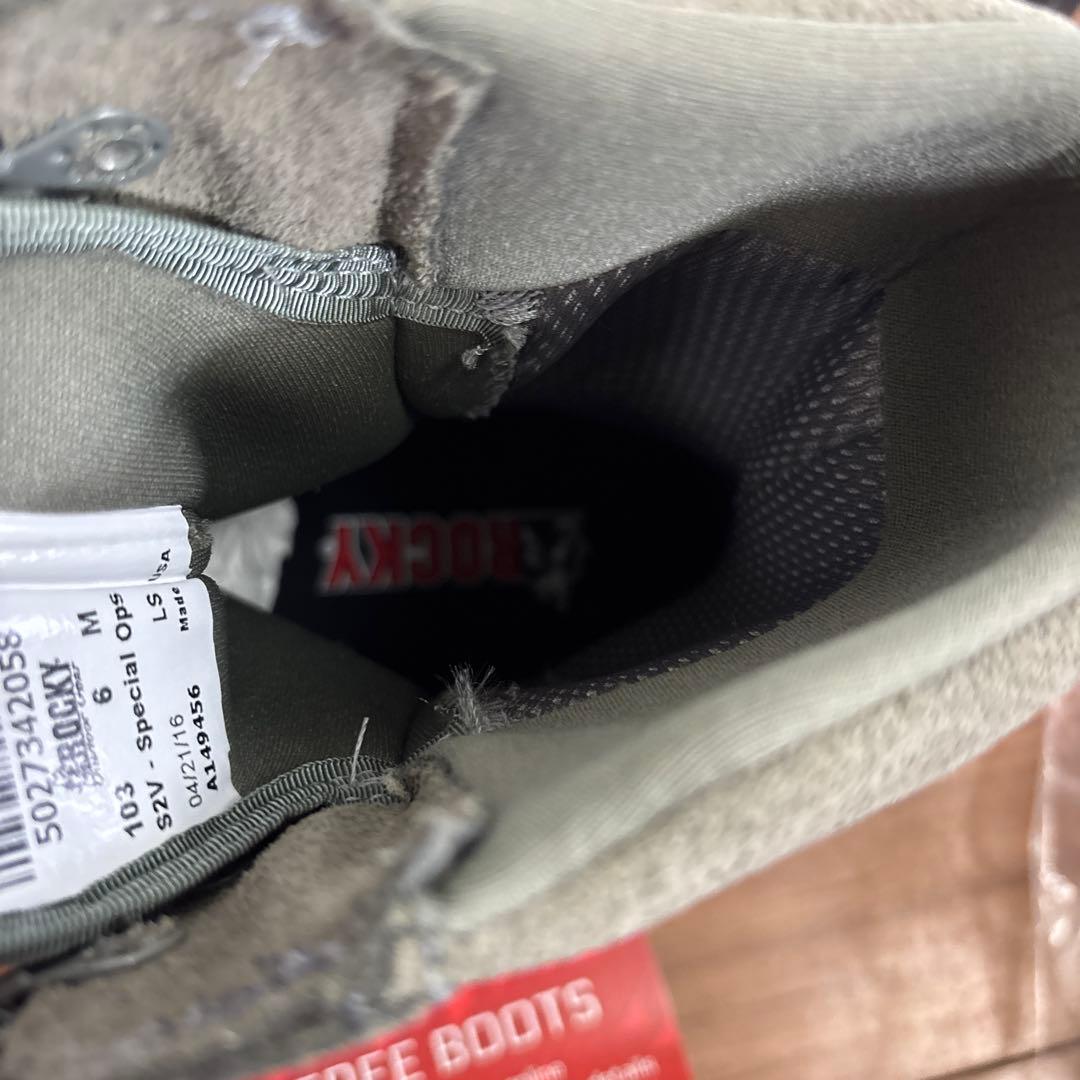 5027342058
ROCKY
6 M
103
S2V - Special Ops
LS
04/21/16
A149456
USA
Made
ROCKY
BOOTS